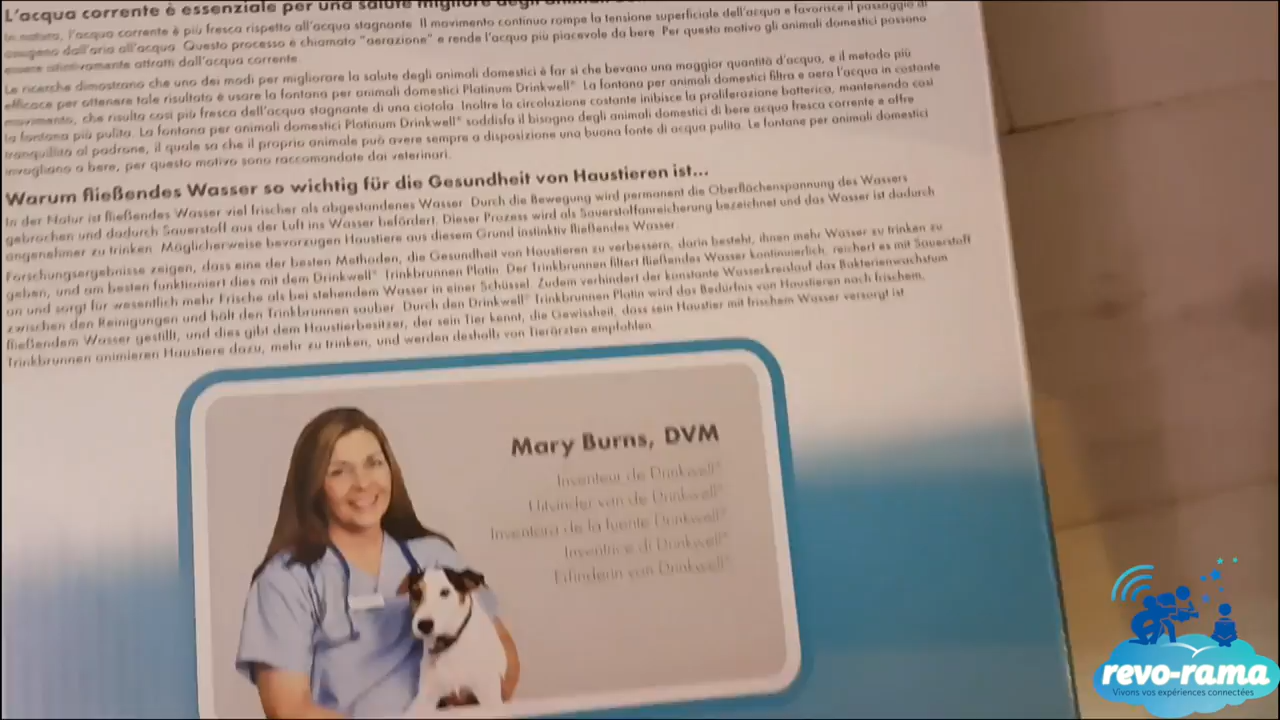 L'acqua corrente è essenziale per una salute migliore degli animali
In natura, l'acqua corrente è più fresca rispetto all'acqua stagnante. Il movimento continuo rompe la tensione superficiale dell'acqua e favorisce il passaggio di
ossigeno dall'aria all'acqua. Questo processo è chiamato "aerazione" e rende l'acqua più piacevole da bere. Per questo motivo gli animali domestici possono
essere istintivamente attratti dall'acqua corrente.
Le ricerche dimostrano che uno dei modi per migliorare la salute degli animali domestici è far sì che bevano una maggior quantità d'acqua, e il metodo più
efficace per ottenere tale risultato è usare la fontana per animali domestici Platinum Drinkwell®. La fontana per animali domestici filtra e aera l'acqua in costante
movimento, che risulta così più fresca dell'acqua stagnante di una ciotola. Inoltre la circolazione costante inibisce la proliferazione batterica, mantenendo così
la fontana più pulita. La fontana per animali domestici Platinum Drinkwell® soddisfa il bisogno degli animali domestici di bere acqua fresca corrente e offre
tranquillità al padrone, il quale sa che il proprio animale può avere sempre a disposizione una buona fonte di acqua pulita. Le fontane per animali domestici
invogliano a bere, per questo motivo sono raccomandate dai veterinari.
Warum fließendes Wasser so wichtig für die Gesundheit von Haustieren ist...
In der Natur ist fließendes Wasser viel frischer als abgestandenes Wasser. Durch die Bewegung wird permanent die Oberflächenspannung des Wassers
gebrochen und dadurch Sauerstoff aus der Luft ins Wasser befördert. Dieser Prozess wird als Sauerstoffanreicherung bezeichnet und das Wasser ist dadurch
angenehmer zu trinken. Möglicherweise bevorzugen Haustiere aus diesem Grund instinktiv fließendes Wasser.
Forschungsergebnisse zeigen, dass eine der besten Methoden, die Gesundheit von Haustieren zu verbessern, darin besteht, ihnen mehr Wasser zu trinken zu
geben, und am besten funktioniert dies mit dem Drinkwell® Trinkbrunnen Platin. Der Trinkbrunnen filtert fließendes Wasser kontinuierlich, reichert es mit Sauerstoff
an und sorgt für wesentlich mehr Frische als bei stehendem Wasser in einer Schüssel. Zudem verhindert der konstante Wasserkreislauf das Bakterienwachstum
zwischen den Reinigungen und hält den Trinkbrunnen sauber. Durch den Drinkwell® Trinkbrunnen Platin wird das Bedürfnis von Haustieren nach frischem,
fließendem Wasser gestillt, und dies gibt dem Haustierbesitzer, der sein Tier kennt, die Gewissheit, dass sein Haustier mit frischem Wasser versorgt ist.
Trinkbrunnen animieren Haustiere dazu, mehr zu trinken, und werden deshalb von Tierärzten empfohlen.
Mary Burns, DVM
Inventeur de Drinkwell®
Uitvinder van de Drinkwell®
Inventora de la fuente Drinkwell®
Inventrice di Drinkwell®
Erfinderin von Drinkwell®
revo-rama
Vivons vos expériences connectées